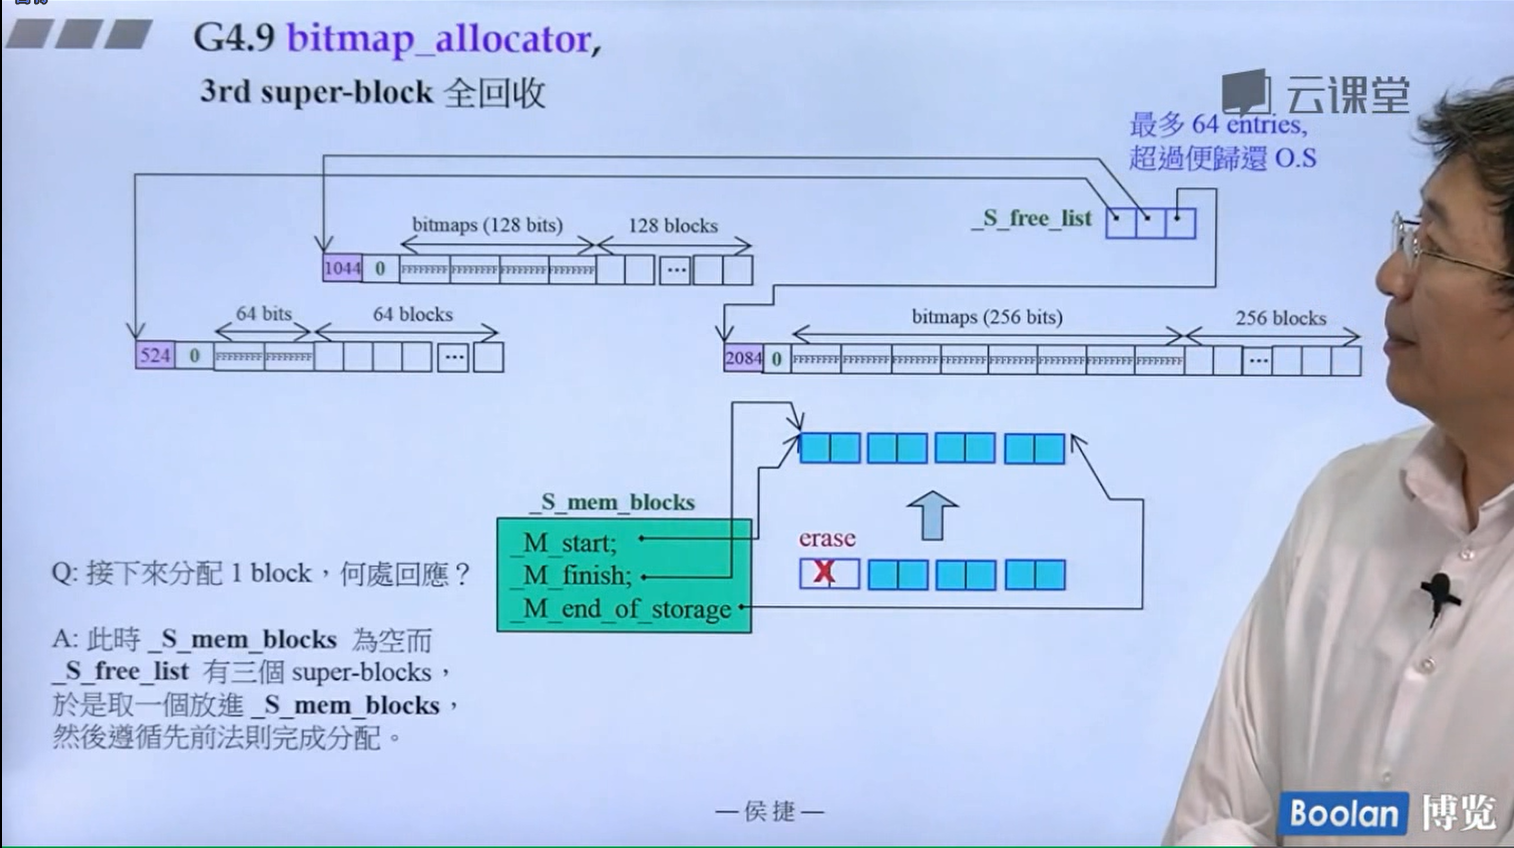 G4.9 bitmap_allocator,
3rd super-block 全回收
云课堂
最多 64 entries,
超過便歸還 O.S
_S_free_list
bitmaps (128 bits)
128 blocks
1044 0 FFFFFFFF FFFFFFFF FFFFFFFF FFFFFFFF ...
64 bits
64 blocks
bitmaps (256 bits)
256 blocks
524 0 FFFFFFFF FFFFFFFF ...
2084 0 FFFFFFFF FFFFFFFF FFFFFFFF FFFFFFFF FFFFFFFF FFFFFFFF FFFFFFFF FFFFFFFF ...
_S_mem_blocks
_M_start;
_M_finish;
_M_end_of_storage
erase
X
Q: 接下來分配 1 block，何處回應？
A: 此時 _S_mem_blocks 為空而
_S_free_list 有三個 super-blocks，
於是取一個放進 _S_mem_blocks，
然後遵循先前法則完成分配。
—侯捷—
Boolan 博览